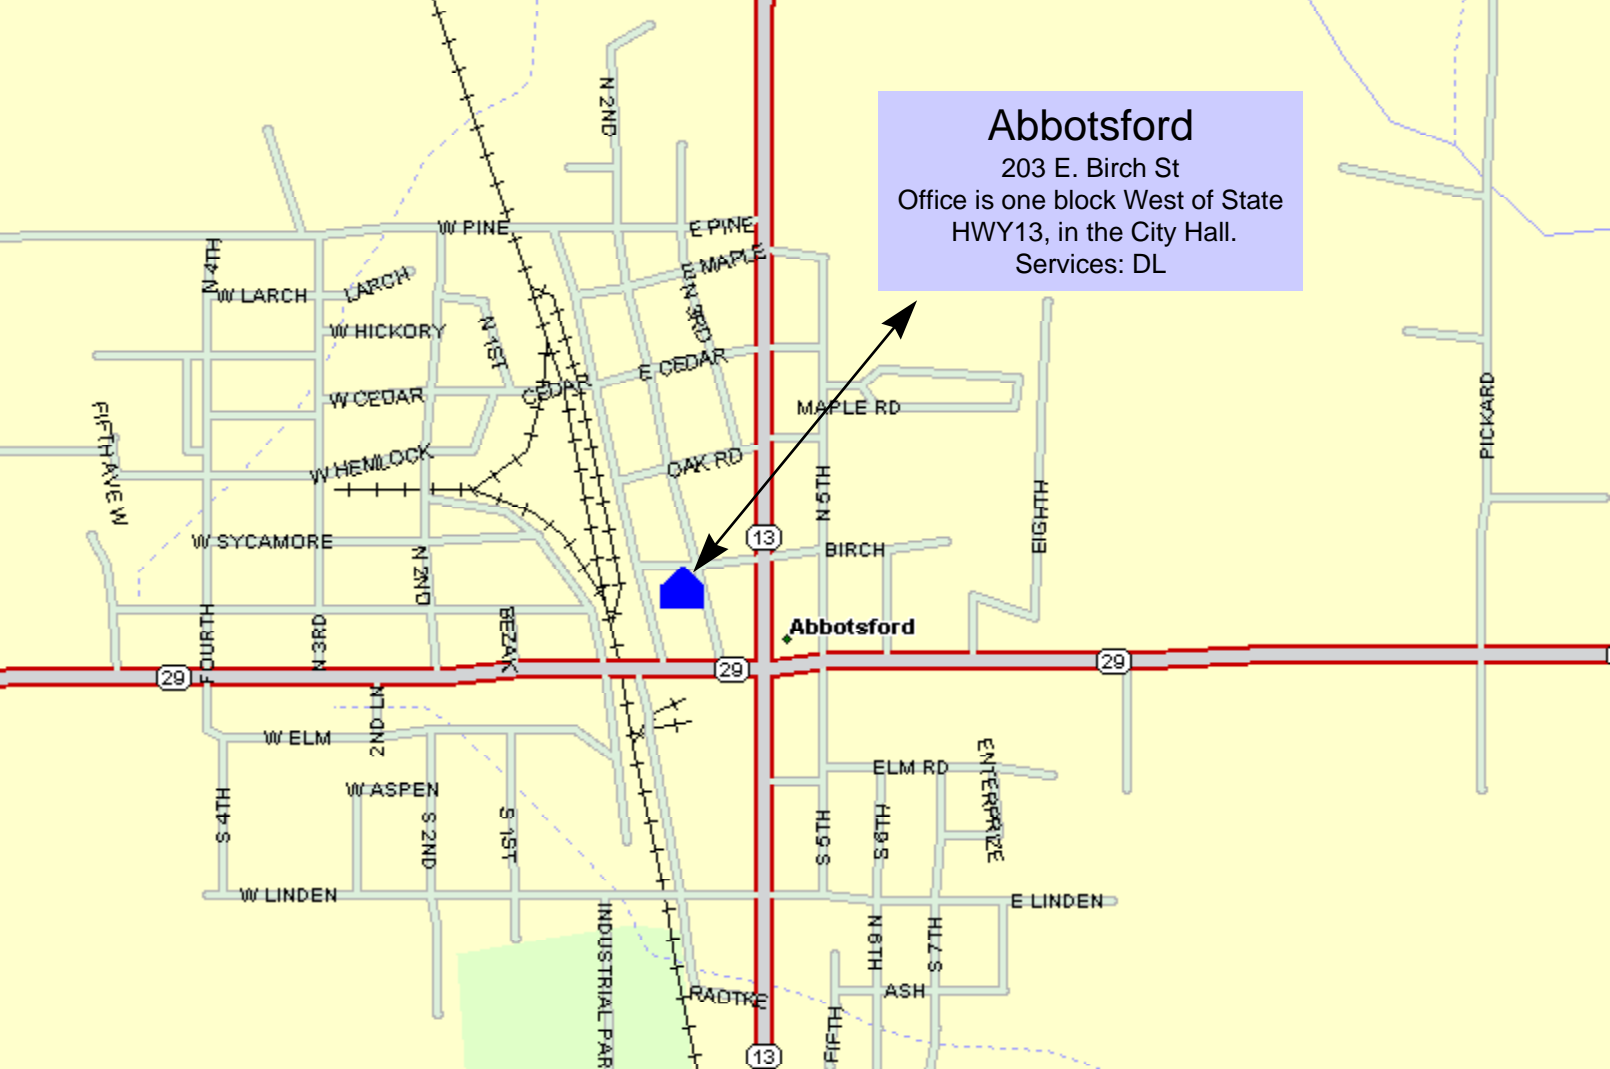 N 2ND
Abbotsford
203 E. Birch St
Office is one block West of State
HWY13, in the City Hall.
Services: DL
W PINE
E PINE
N 4TH
E MAPLE
W LARCH
LARCH
N 3RD
W HICKORY
N 1ST
E CEDAR
W CEDAR
CEDAR
MAPLE RD
PICKARD
FIFTH AVE W
W HEMLOCK
OAK RD
N 5TH
EIGHTH
13
W SYCAMORE
BIRCH
N 2ND
FOURTH
N 3RD
BEZAK
Abbotsford
29
29
29
2ND LN
W ELM
ELM RD
ENTERPRIZE
W ASPEN
S 4TH
S 2ND
S 1ST
S 5TH
S 6TH
W LINDEN
E LINDEN
INDUSTRIAL PAR
N 6TH
S 7TH
RADTKE
ASH
FIFTH
13